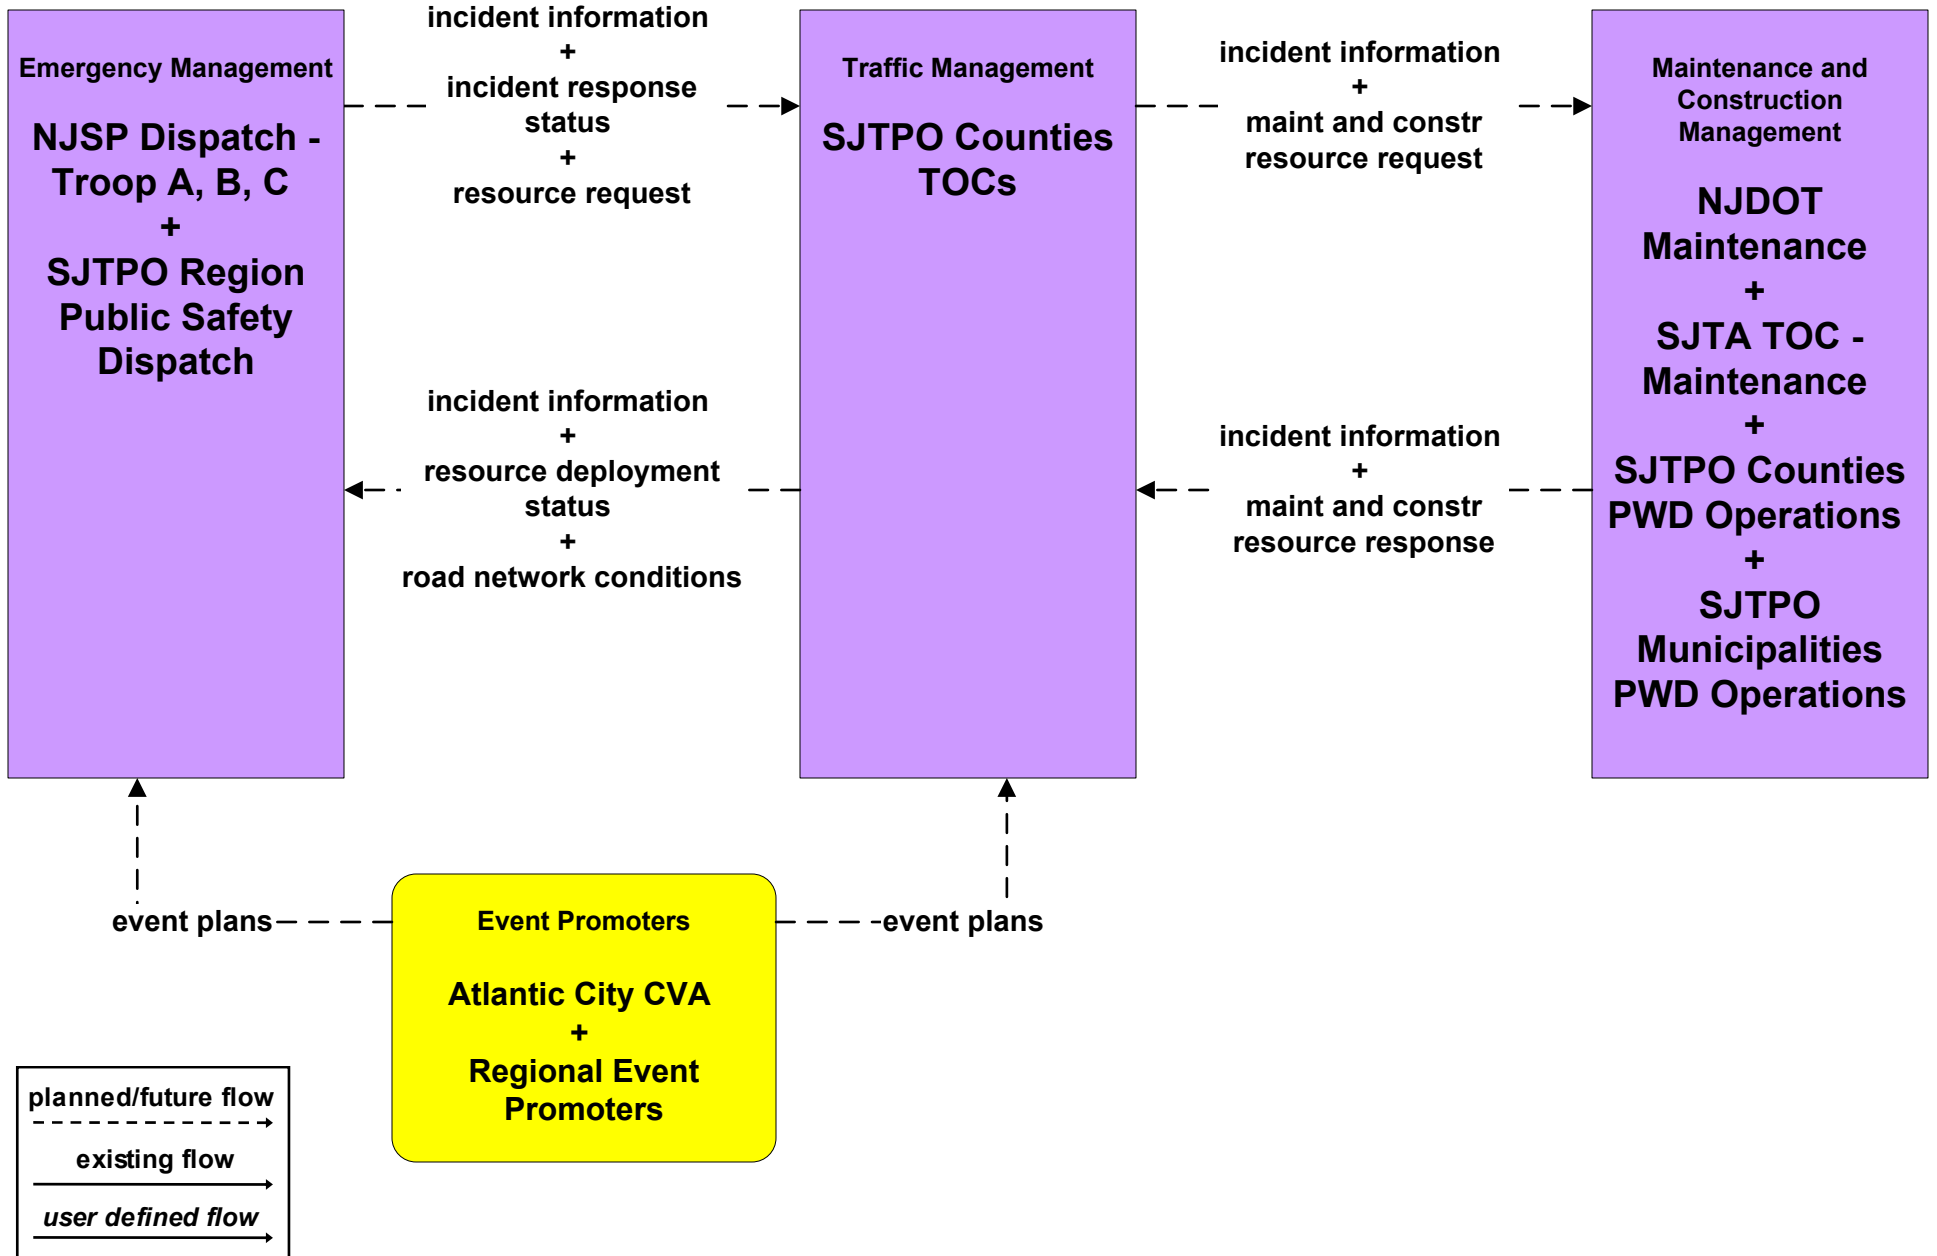 Emergency Management
NJSP Dispatch -
Troop A, B, C
+
SJTPO Region
Public Safety
Dispatch
incident information
+
incident response
status
+
resource request
incident information
+
resource deployment
status
+
road network conditions
Traffic Management
SJTPO Counties
TOCs
incident information
+
maint and constr
resource request
incident information
+
maint and constr
resource response
Maintenance and
Construction
Management
NJDOT
Maintenance
+
SJTA TOC -
Maintenance
+
SJTPO Counties
PWD Operations
+
SJTPO
Municipalities
PWD Operations
event plans
Event Promoters
Atlantic City CVA
+
Regional Event
Promoters
event plans
planned/future flow
existing flow
user defined flow